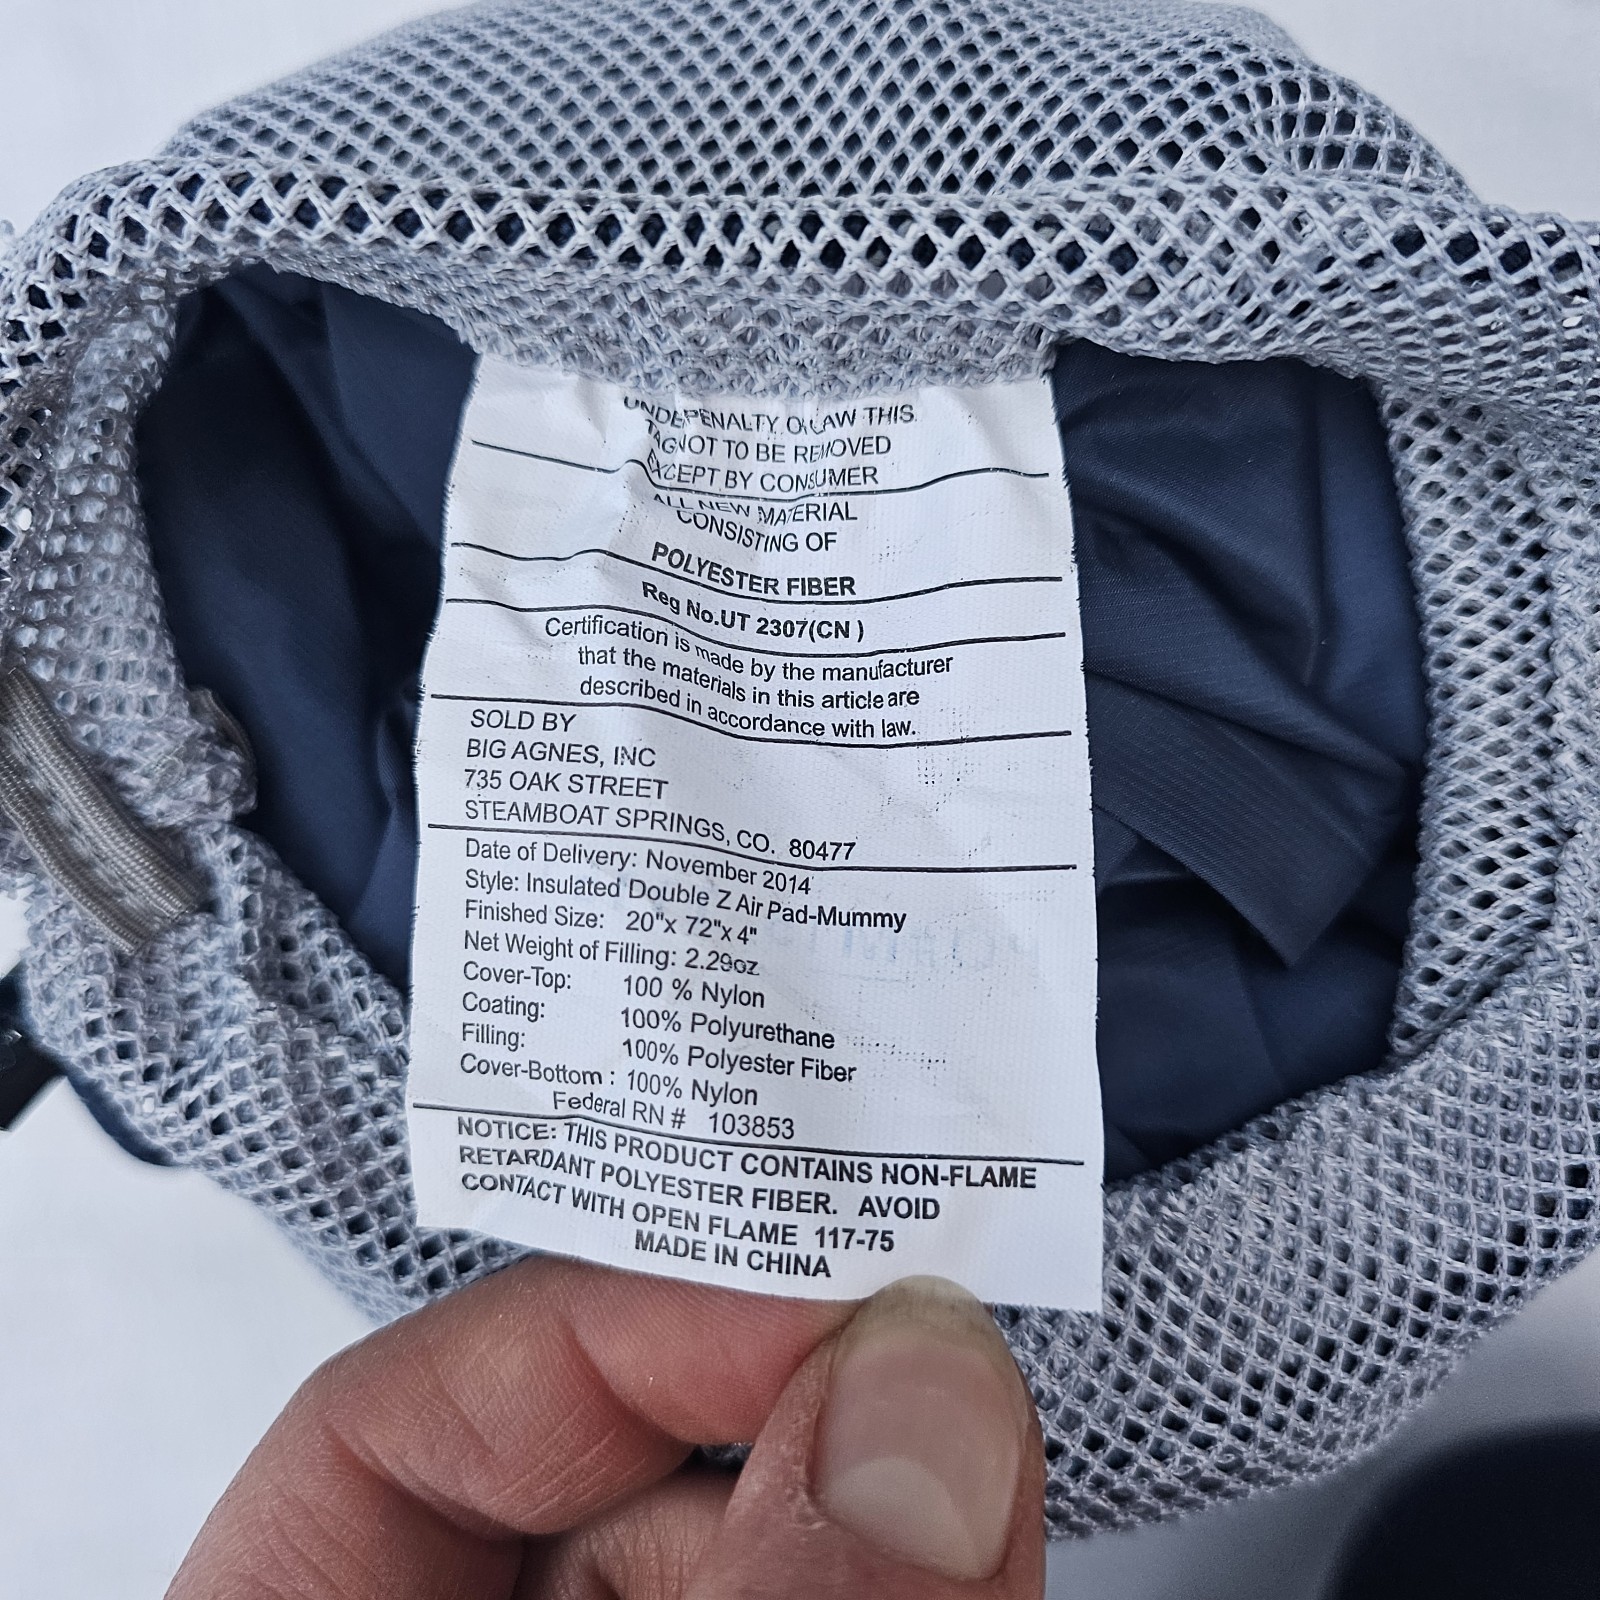 UNDER PENALTY OF LAW THIS
TAG NOT TO BE REMOVED
EXCEPT BY CONSUMER
ALL NEW MATERIAL
CONSISTING OF
POLYESTER FIBER
Reg No.UT 2307(CN )
Certification is made by the manufacturer
that the materials in this article are
described in accordance with law.
SOLD BY
BIG AGNES, INC
735 OAK STREET
STEAMBOAT SPRINGS, CO. 80477
Date of Delivery: November 2014
Style: Insulated Double Z Air Pad-Mummy
Finished Size: 20"x 72"x 4"
Net Weight of Filling: 2.29oz
Cover-Top: 100 % Nylon
Coating: 100% Polyurethane
Filling: 100% Polyester Fiber
Cover-Bottom : 100% Nylon
Federal RN # 103853
NOTICE: THIS PRODUCT CONTAINS NON-FLAME
RETARDANT POLYESTER FIBER. AVOID
CONTACT WITH OPEN FLAME 117-75
MADE IN CHINA